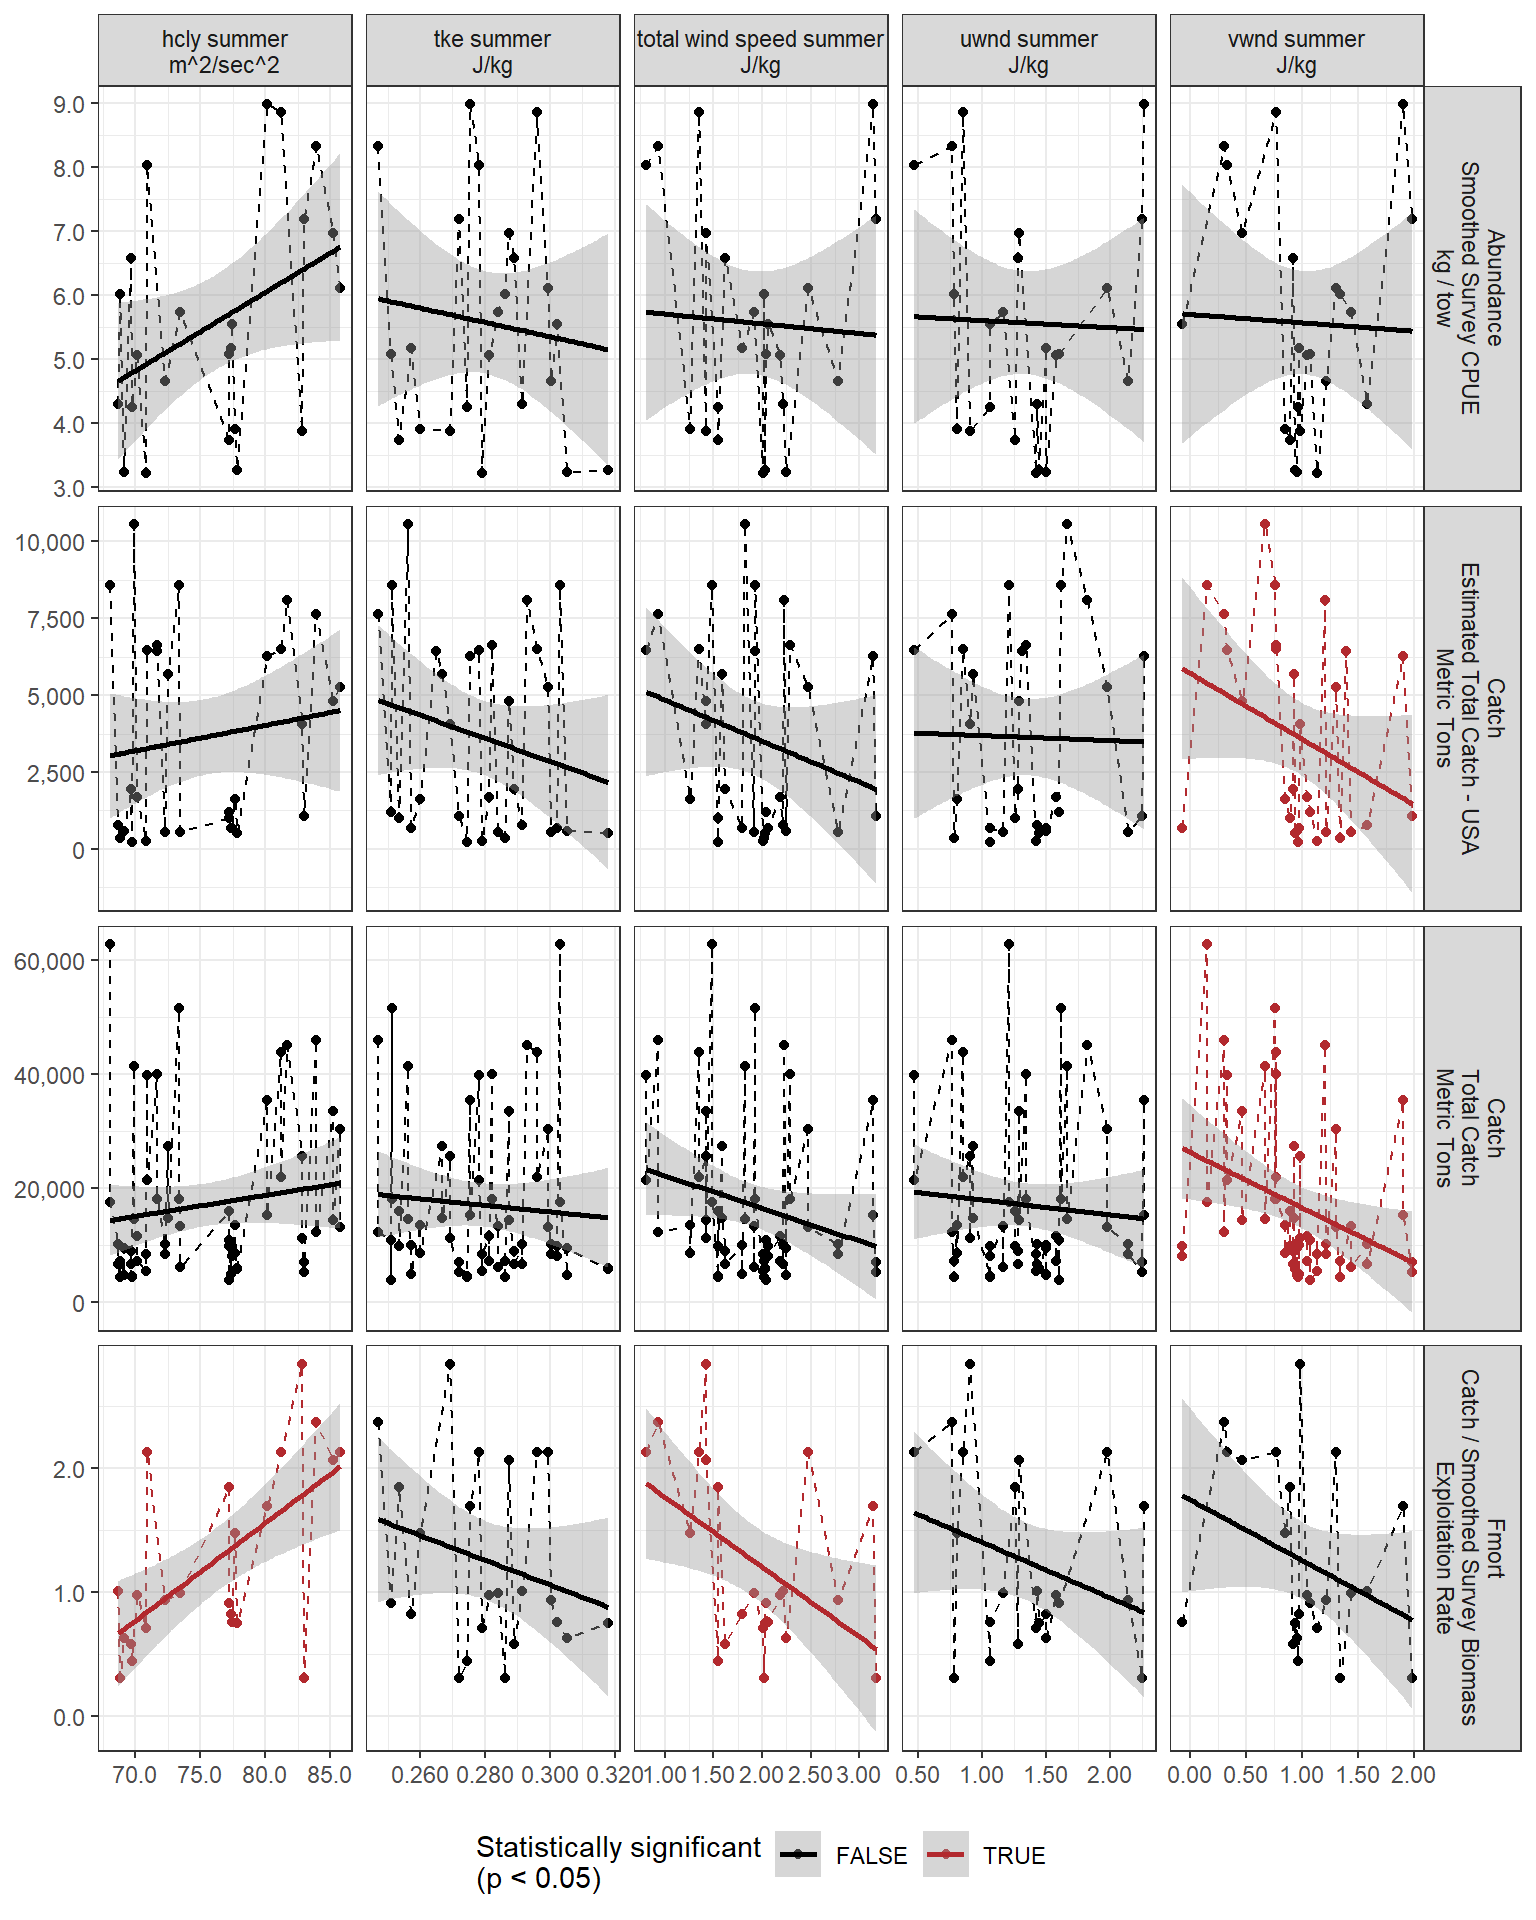 hcly summer
m^2/sec^2
tke summer
J/kg
total wind speed summer
J/kg
uwnd summer
J/kg
vwnd summer
J/kg
9.0
8.0
7.0
6.0
5.0
4.0
3.0
Abundance
Smoothed Survey CPUE
kg / tow
10,000
7,500
5,000
2,500
0
Catch
Estimated Total Catch - USA
Metric Tons
60,000
40,000
20,000
0
Catch
Total Catch
Metric Tons
2.0
1.0
0.0
Fmort
Catch / Smoothed Survey Biomass
Exploitation Rate
70.0 75.0 80.0 85.0
0.260 0.280 0.300 0.320
1.00 1.50 2.00 2.50 3.00
0.50 1.00 1.50 2.00
0.00 0.50 1.00 1.50 2.00
Statistically significant
(p < 0.05)
FALSE
TRUE